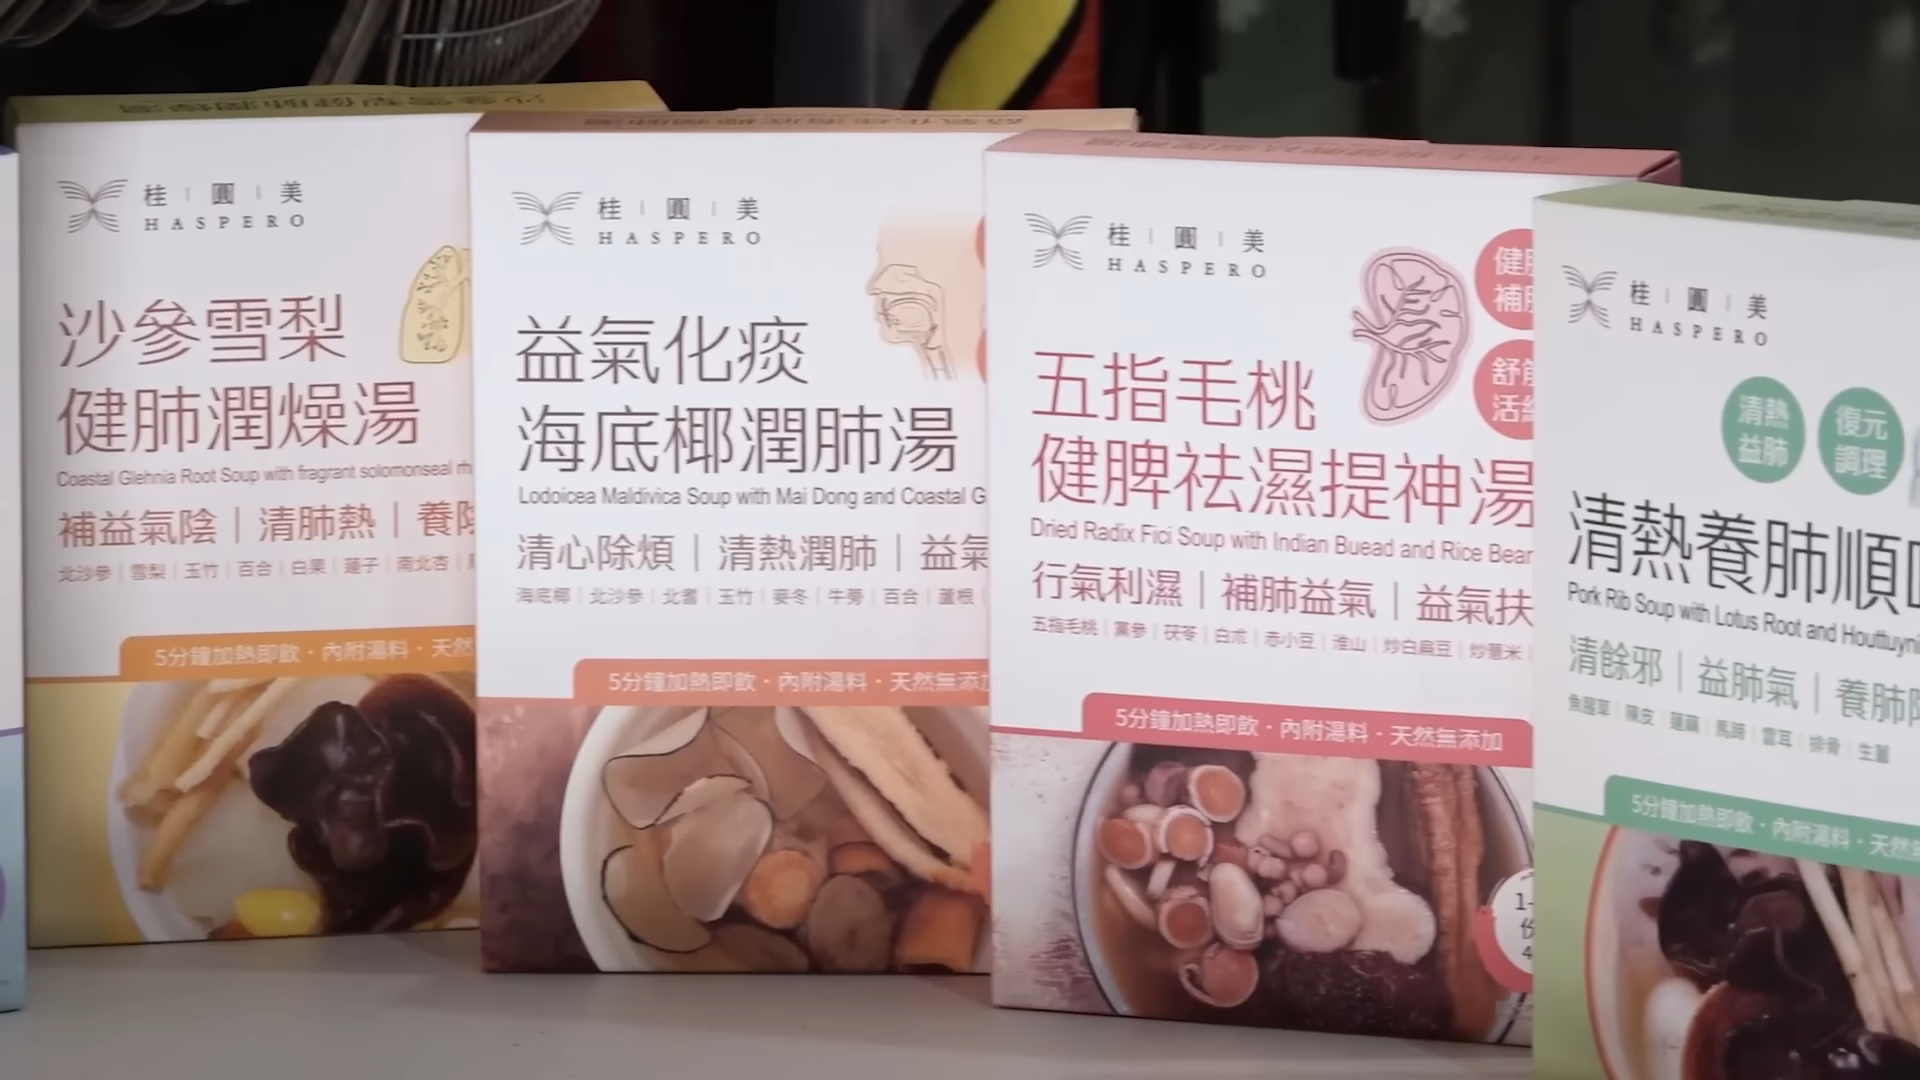 桂 | 圓 | 美
HASPERO
沙參雪梨
健肺潤燥湯
Coastal Glehnia Root Soup with fragrant solomonseal
補益氣陰 | 清肺熱 |
北沙參 | 雪梨 | 玉竹 | 百合 | 白果 | 蓮子 | 南北杏 |
5分鐘加熱即飲 · 內附湯料 · 天然
桂 | 圓 | 美
HASPERO
益氣化痰
海底椰潤肺湯
Lodoicea Maldivica Soup with Mai Dong and Coastal
清心除煩 | 清熱潤肺 | 益氣
海底椰 | 北沙參 | 北耆 | 玉竹 | 麥冬 | 牛蒡 | 百合 | 蘆根 |
5分鐘加熱即飲 · 內附湯料 · 天然無添加
桂 | 圓 | 美
HASPERO
五指毛桃
健脾祛濕提神湯
Dried Radix Fici Soup with Indian Buead and Rice Bean
行氣利濕 | 補肺益氣 | 益氣扶
五指毛桃 | 黨參 | 茯苓 | 白朮 | 赤小豆 | 淮山 | 炒白扁豆 | 炒薏米 |
5分鐘加熱即飲 · 內附湯料 · 天然無添加
桂 | 圓 | 美
HASPERO
清熱
益肺
復元
調理
清熱養肺順
Pork Rib Soup with Lotus Root and
清餘邪 | 益肺氣 | 養肺
魚腥草 | 陳皮 | 蓮藕 | 馬蹄 | 雲耳 | 排骨 | 生薑
5分鐘加熱即飲 · 內附湯料 · 天然